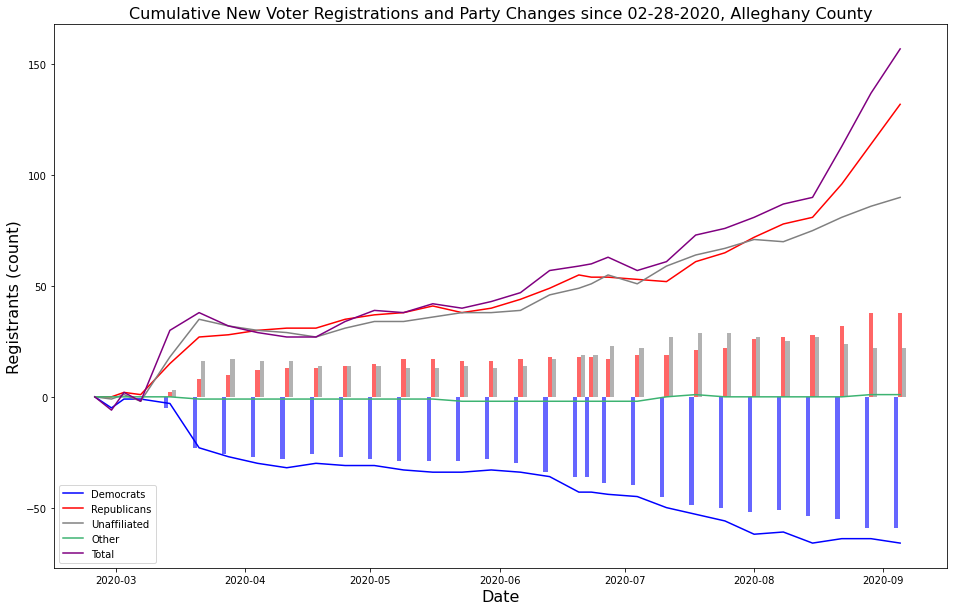 Cumulative New Voter Registrations and Party Changes since 02-28-2020, Alleghany County
Registrants (count)
150
100
50
0
−50
Democrats
Republicans
Unaffiliated
Other
Total
2020-03 2020-04 2020-05 2020-06 2020-07 2020-08 2020-09
Date